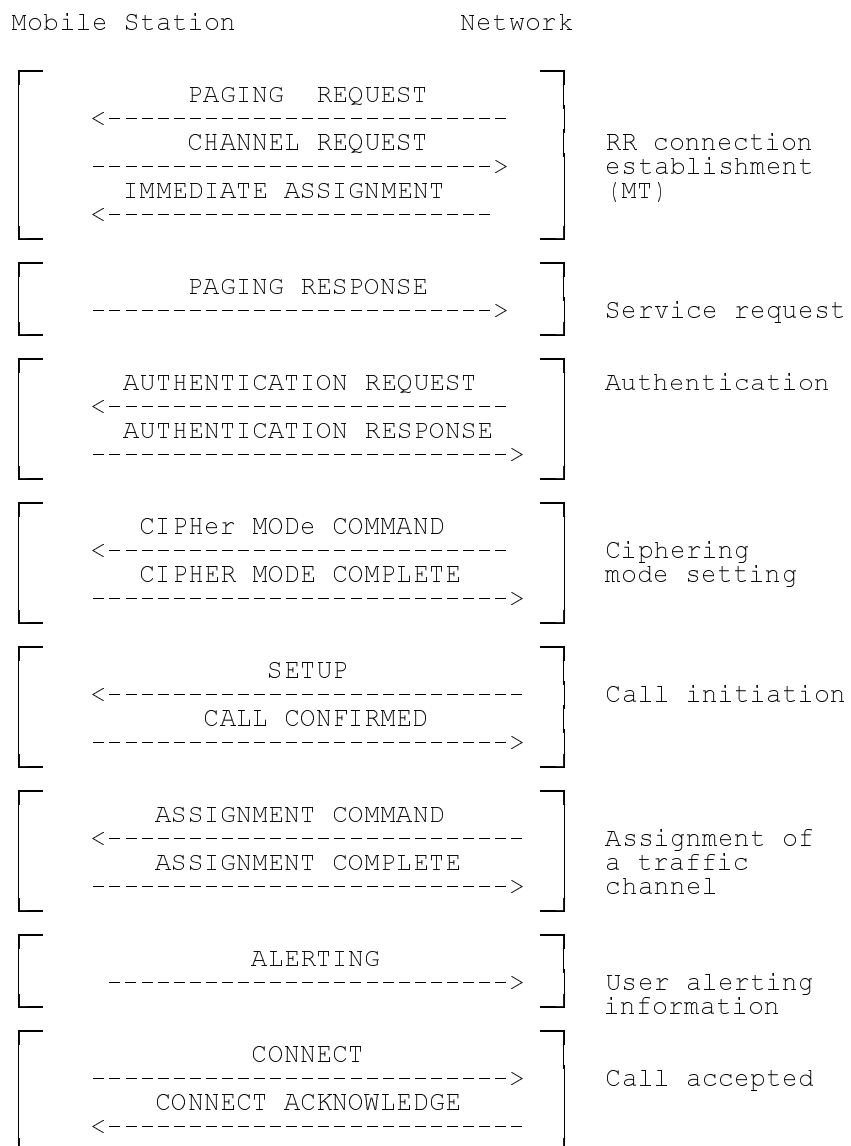 Mobile Station Network
PAGING REQUEST
<--------------------------
CHANNEL REQUEST
------------------------->
RR connection
IMMEDIATE ASSIGNMENT
establishment
<------------------------
(MT)
PAGING RESPONSE
------------------------->
Service request
AUTHENTICATION REQUEST
Authentication
<-------------------------
AUTHENTICATION RESPONSE
-------------------------->
CIPHer MODe COMMAND
<-------------------------
Ciphering
CIPHER MODE COMPLETE
mode setting
-------------------------->
SETUP
<--------------------------
Call initiation
CALL CONFIRMED
-------------------------->
ASSIGNMENT COMMAND
<--------------------------
Assignment of
ASSIGNMENT COMPLETE
a traffic
-------------------------->
channel
ALERTING
------------------------->
User alerting
information
CONNECT
-------------------------->
Call accepted
CONNECT ACKNOWLEDGE
<--------------------------